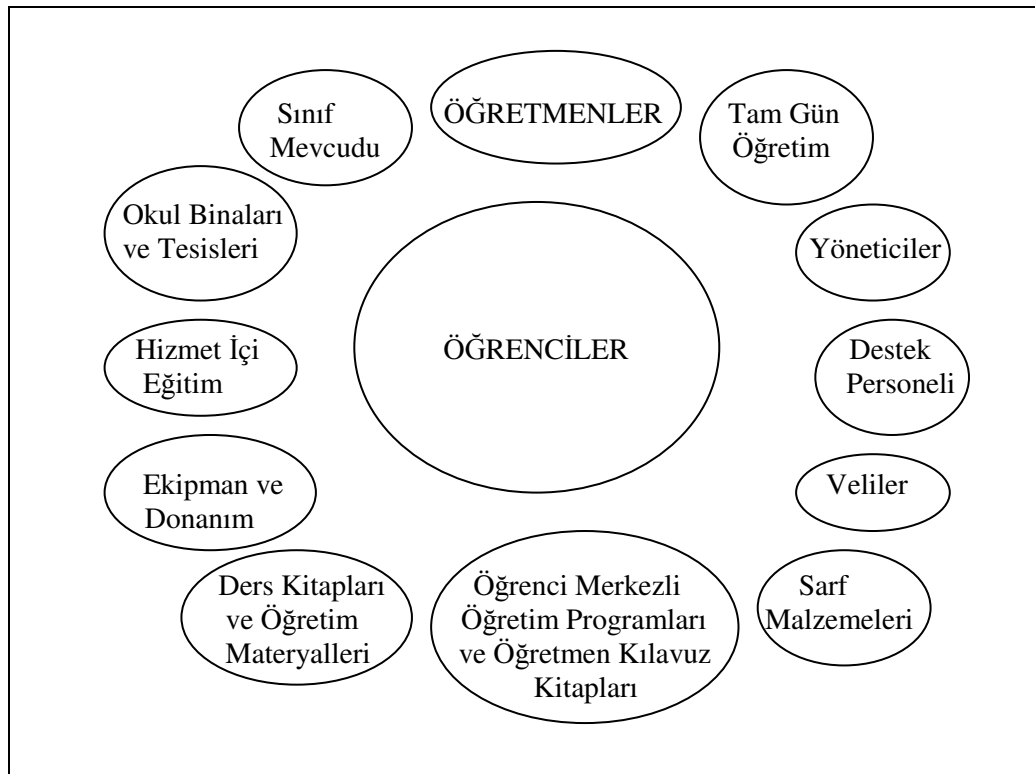 Sınıf
Mevcudu
ÖĞRETMENLER
Tam Gün
Öğretim
Okul Binaları
ve Tesisleri
Yöneticiler
Hizmet İçi
Eğitim
ÖĞRENCİLER
Destek
Personeli
Ekipman ve
Donanım
Veliler
Ders Kitapları
ve Öğretim
Materyalleri
Öğrenci Merkezli
Öğretim Programları
ve Öğretmen Kılavuz
Kitapları
Sarf
Malzemeleri